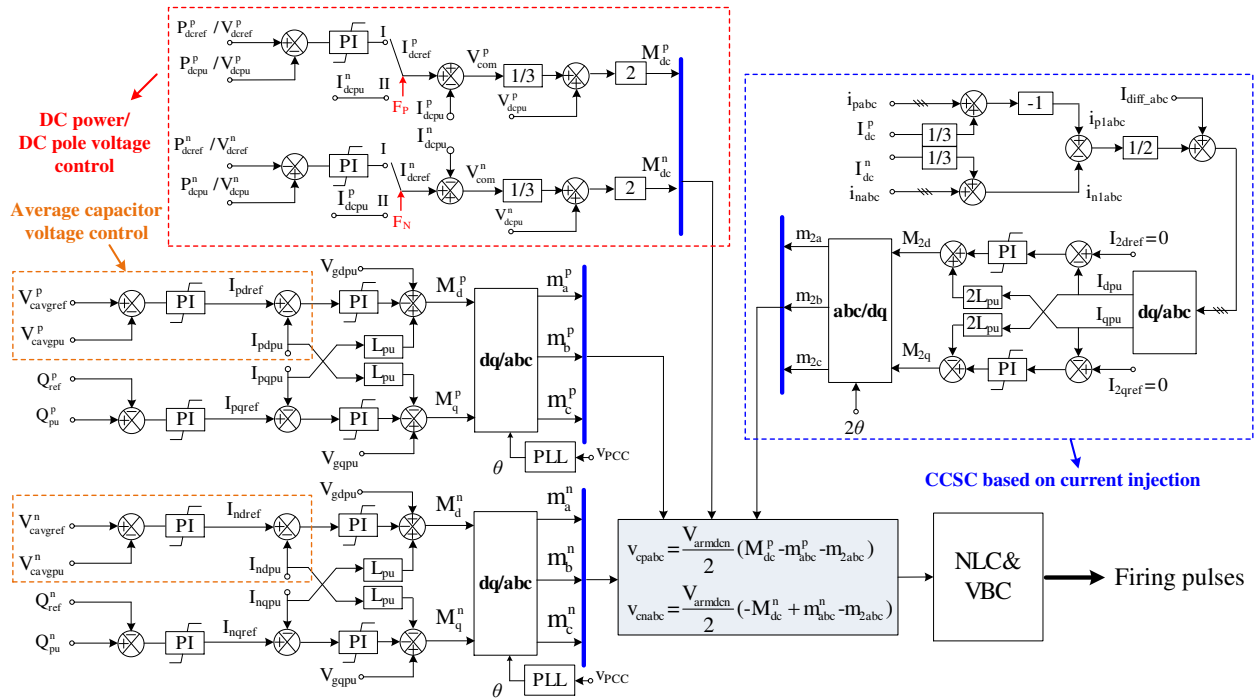 P^p_dcref / V^p_dcref
P^p_dcpu / V^p_dcpu
PI
I
I^p_dcref
I^n_dcpu
II
F_P
I^p_dcpu
V^p_com
1/3
V^p_dcpu
2
M^p_dc
DC power/
DC pole voltage
control
P^n_dcref / V^n_dcref
P^n_dcpu / V^n_dcpu
PI
I
I^n_dcref
I^p_dcpu
II
F_N
I^n_dcpu
V^n_com
1/3
V^n_dcpu
2
M^n_dc
Average capacitor
voltage control
V^p_cavgref
V^p_cavgpu
PI
I_pdref
I_pdpu
PI
V_gdpu
L_pu
M^p_d
I_pqpu
L_pu
Q^p_ref
Q^p_pu
PI
I_pqref
PI
V_gqpu
M^p_q
dq/abc
m^p_a
m^p_b
m^p_c
θ
PLL
v_PCC
V^n_cavgref
V^n_cavgpu
PI
I_ndref
I_ndpu
PI
V_gdpu
L_pu
M^n_d
I_nqpu
L_pu
Q^n_ref
Q^n_pu
PI
I_nqref
PI
V_gqpu
M^n_q
dq/abc
m^n_a
m^n_b
m^n_c
θ
PLL
v_PCC
i_pabc
I^p_dc
1/3
1/3
I^n_dc
i_nabc
-1
i_p1abc
i_n1abc
1/2
I_diff_abc
m_2a
m_2b
m_2c
abc/dq
2θ
M_2d
M_2q
PI
2L_pu
2L_pu
PI
I_2dref=0
I_dpu
I_qpu
I_2qref=0
dq/abc
CCSC based on current injection
v_cpabc = V_armdcn/2 (M^p_dc - m^p_abc - m_2abc)
v_cnabc = V_armdcn/2 (-M^n_dc + m^n_abc - m_2abc)
NLC&
VBC
Firing pulses